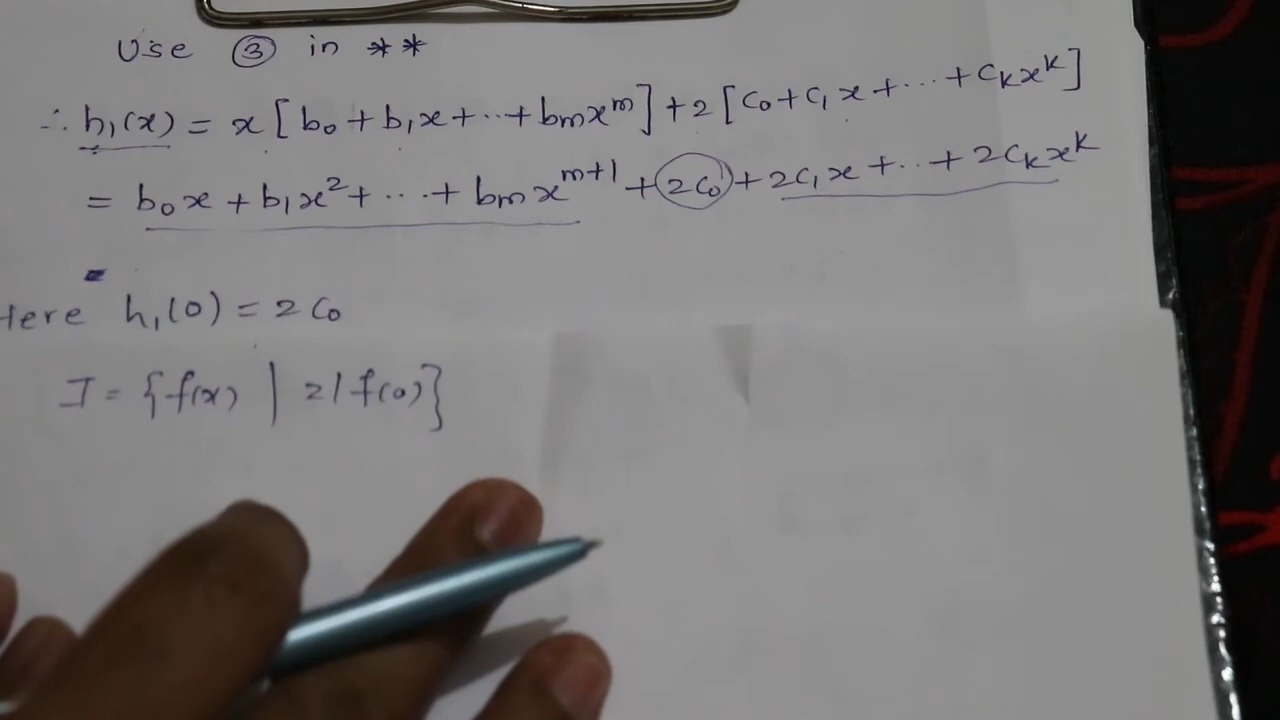 Use ③ in **
∴ h₁(x) = x [ b₀ + b₁x + ·· + bₘxᵐ ] + 2 [ c₀ + c₁x + ··· + cₖxᵏ ]
= b₀x + b₁x² + ··· + bₘxᵐ⁺¹ + 2c₀ + 2c₁x + ·· + 2cₖxᵏ
Here h₁(0) = 2c₀
I = {f(x) | 2/f(0)}